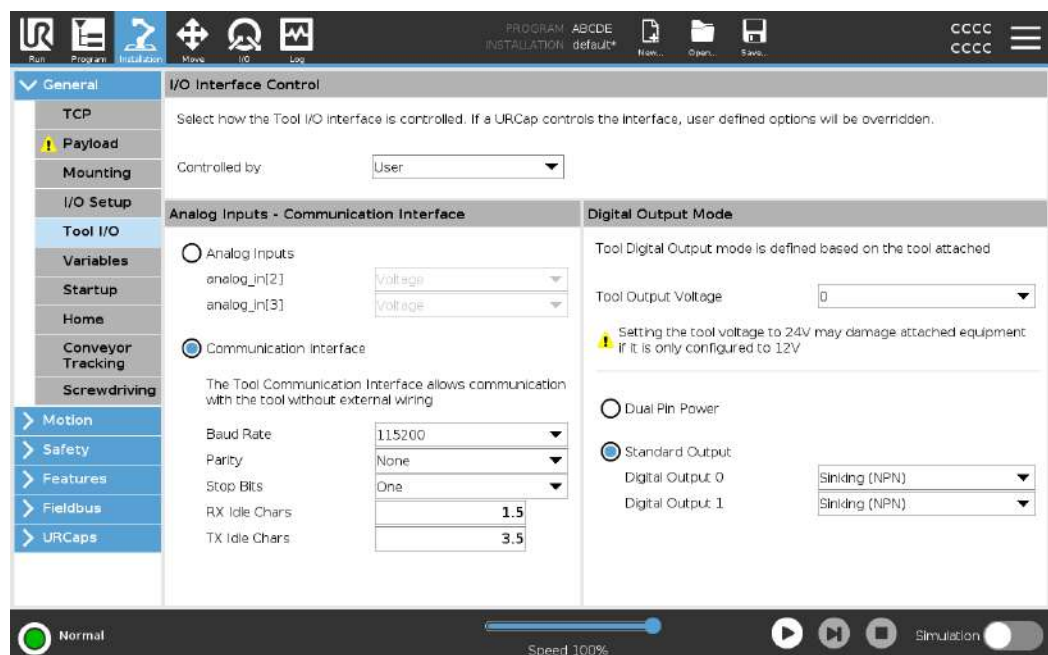 UR
PROGRAM ABCDE
INSTALLATION default*
CCCC
CCCC
Run
Program
Installation
Move
I/O
Log
New...
Open...
Save...
General
TCP
Payload
Mounting
I/O Setup
Tool I/O
Variables
Startup
Home
Conveyor
Tracking
Screwdriving
Motion
Safety
Features
Fieldbus
URCaps
I/O Interface Control
Select how the Tool I/O interface is controlled. If a URCap controls the interface, user defined options will be overridden.
Controlled by User
Analog Inputs - Communication Interface
Analog Inputs
analog_in[2] Voltage
analog_in[3] Voltage
Communication Interface
The Tool Communication Interface allows communication
with the tool without external wiring
Baud Rate 115200
Parity None
Stop Bits One
RX Idle Chars 1.5
TX Idle Chars 3.5
Digital Output Mode
Tool Digital Output mode is defined based on the tool attached
Tool Output Voltage 0
Setting the tool voltage to 24V may damage attached equipment
if it is only configured to 12V
Dual Pin Power
Standard Output
Digital Output 0 Sinking (NPN)
Digital Output 1 Sinking (NPN)
Normal
Speed 100%
Simulation